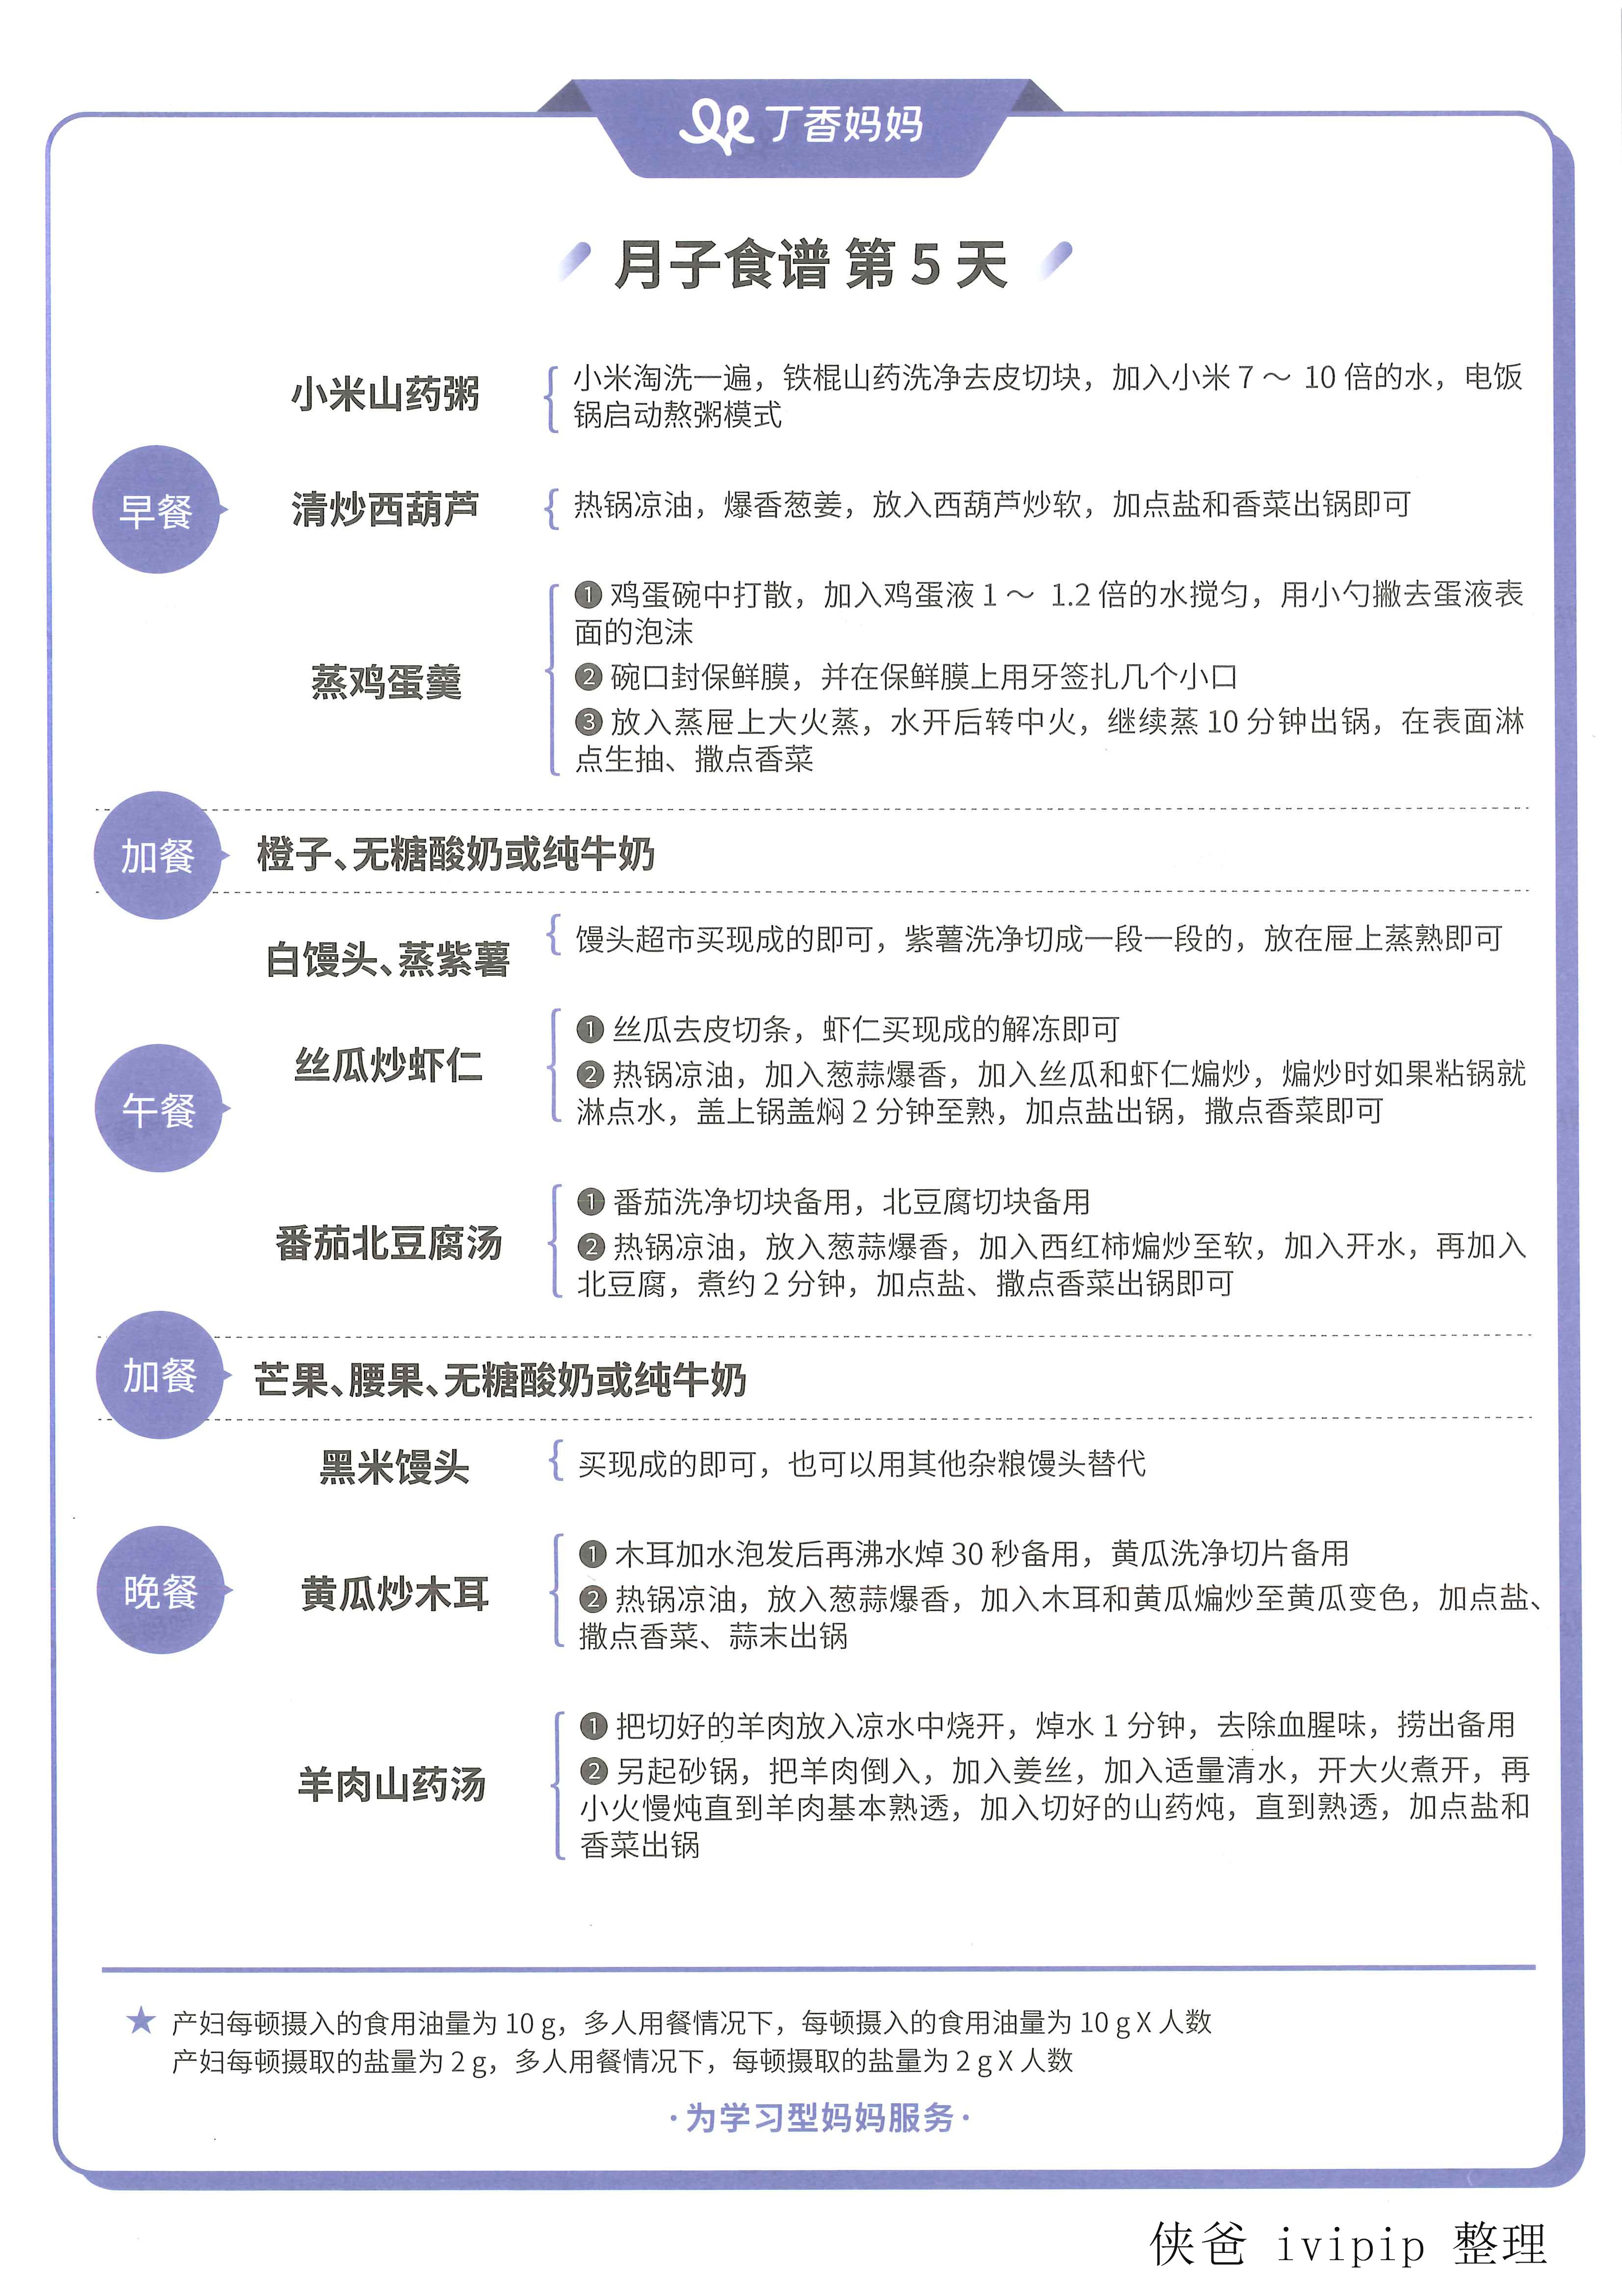 丁香妈妈
月子食谱 第 5 天
早餐
小米山药粥
小米淘洗一遍，铁棍山药洗净去皮切块，加入小米 7～ 10 倍的水，电饭
锅启动熬粥模式
清炒西葫芦
热锅凉油，爆香葱姜，放入西葫芦炒软，加点盐和香菜出锅即可
蒸鸡蛋羹
❶ 鸡蛋碗中打散，加入鸡蛋液 1～ 1.2 倍的水搅匀，用小勺撇去蛋液表
面的泡沫
❷ 碗口封保鲜膜，并在保鲜膜上用牙签扎几个小口
❸ 放入蒸屉上大火蒸，水开后转中火，继续蒸 10 分钟出锅，在表面淋
点生抽、撒点香菜
加餐
橙子、无糖酸奶或纯牛奶
午餐
白馒头、蒸紫薯
馒头超市买现成的即可，紫薯洗净切成一段一段的，放在屉上蒸熟即可
丝瓜炒虾仁
❶ 丝瓜去皮切条，虾仁买现成的解冻即可
❷ 热锅凉油，加入葱蒜爆香，加入丝瓜和虾仁煸炒，煸炒时如果粘锅就
淋点水，盖上锅盖焖 2 分钟至熟，加点盐出锅，撒点香菜即可
番茄北豆腐汤
❶ 番茄洗净切块备用，北豆腐切块备用
❷ 热锅凉油，放入葱蒜爆香，加入西红柿煸炒至软，加入开水，再加入
北豆腐，煮约 2 分钟，加点盐、撒点香菜出锅即可
加餐
芒果、腰果、无糖酸奶或纯牛奶
晚餐
黑米馒头
买现成的即可，也可以用其他杂粮馒头替代
黄瓜炒木耳
❶ 木耳加水泡发后再沸水焯 30 秒备用，黄瓜洗净切片备用
❷ 热锅凉油，放入葱蒜爆香，加入木耳和黄瓜煸炒至黄瓜变色，加点盐、
撒点香菜、蒜末出锅
羊肉山药汤
❶ 把切好的羊肉放入凉水中烧开，焯水 1 分钟，去除血腥味，捞出备用
❷ 另起砂锅，把羊肉倒入，加入姜丝，加入适量清水，开大火煮开，再
小火慢炖直到羊肉基本熟透，加入切好的山药炖，直到熟透，加点盐和
香菜出锅
★ 产妇每顿摄入的食用油量为 10 g，多人用餐情况下，每顿摄入的食用油量为 10 g X 人数
产妇每顿摄取的盐量为 2 g，多人用餐情况下，每顿摄取的盐量为 2 g X 人数
·为学习型妈妈服务·
侠爸 ivipip 整理